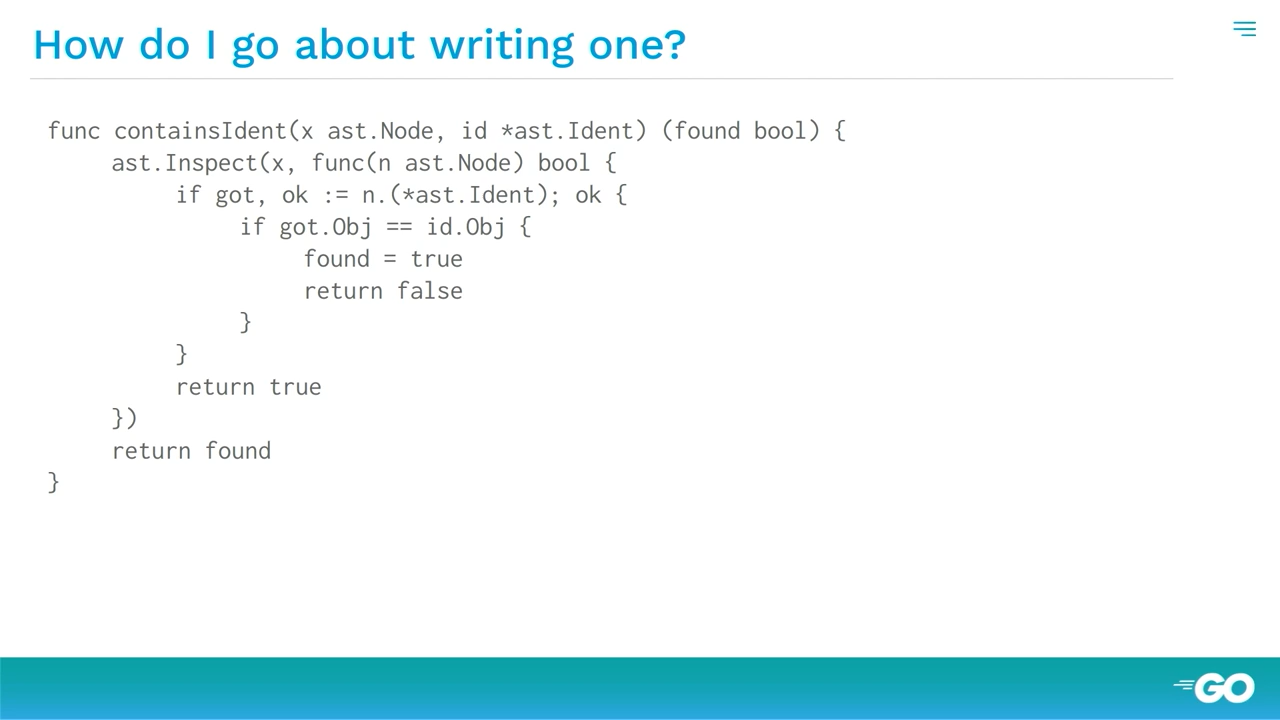 How do I go about writing one?
func containsIdent(x ast.Node, id *ast.Ident) (found bool) {
ast.Inspect(x, func(n ast.Node) bool {
if got, ok := n.(*ast.Ident); ok {
if got.Obj == id.Obj {
found = true
return false
}
}
return true
})
return found
}
GO